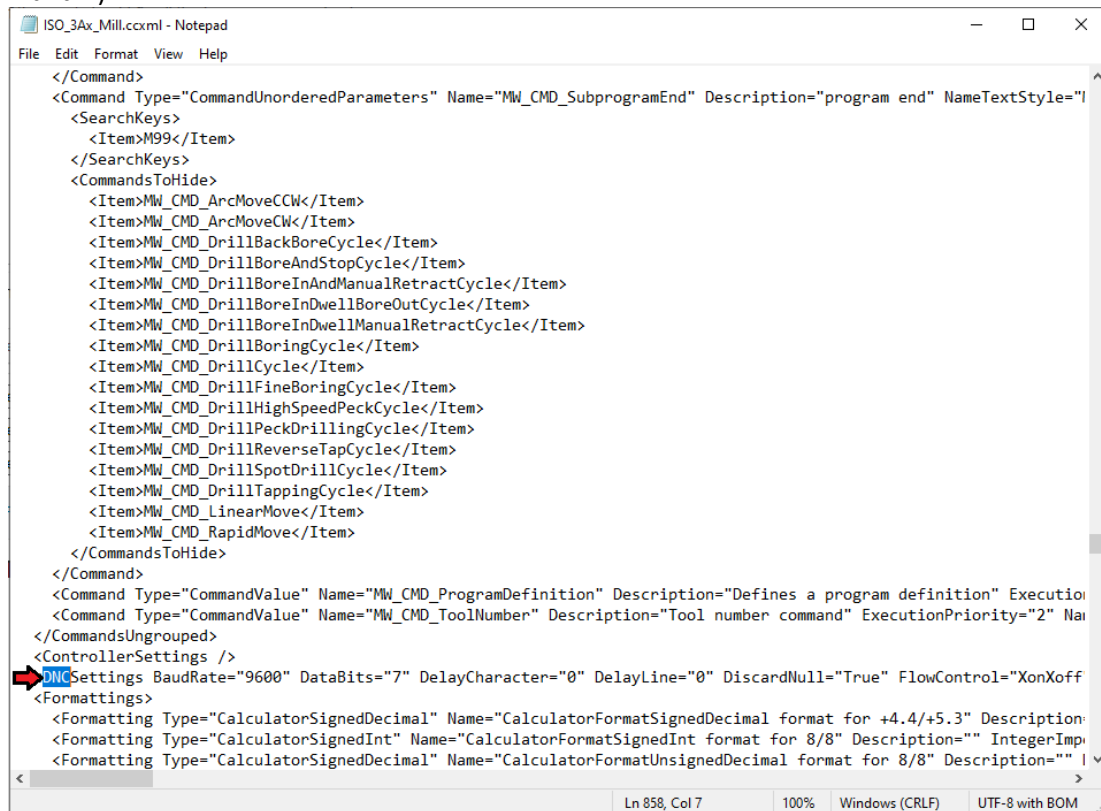 ISO_3Ax_Mill.ccxml - Notepad
File Edit Format View Help
</Command>
<Command Type="CommandUnorderedParameters" Name="MW_CMD_SubprogramEnd" Description="program end" NameTextStyle="
<SearchKeys>
<Item>M99</Item>
</SearchKeys>
<CommandsToHide>
<Item>MW_CMD_ArcMoveCCW</Item>
<Item>MW_CMD_ArcMoveCW</Item>
<Item>MW_CMD_DrillBackBoreCycle</Item>
<Item>MW_CMD_DrillBoreAndStopCycle</Item>
<Item>MW_CMD_DrillBoreInAndManualRetractCycle</Item>
<Item>MW_CMD_DrillBoreInDwellBoreOutCycle</Item>
<Item>MW_CMD_DrillBoreInDwellManualRetractCycle</Item>
<Item>MW_CMD_DrillBoringCycle</Item>
<Item>MW_CMD_DrillCycle</Item>
<Item>MW_CMD_DrillFineBoringCycle</Item>
<Item>MW_CMD_DrillHighSpeedPeckCycle</Item>
<Item>MW_CMD_DrillPeckDrillingCycle</Item>
<Item>MW_CMD_DrillReverseTapCycle</Item>
<Item>MW_CMD_DrillSpotDrillCycle</Item>
<Item>MW_CMD_DrillTappingCycle</Item>
<Item>MW_CMD_LinearMove</Item>
<Item>MW_CMD_RapidMove</Item>
</CommandsToHide>
</Command>
<Command Type="CommandValue" Name="MW_CMD_ProgramDefinition" Description="Defines a program definition" Execution
<Command Type="CommandValue" Name="MW_CMD_ToolNumber" Description="Tool number command" ExecutionPriority="2" Na
</CommandsUngrouped>
<ControllerSettings />
DNCSettings BaudRate="9600" DataBits="7" DelayCharacter="0" DelayLine="0" DiscardNull="True" FlowControl="XonXoff"
<Formattings>
<Formatting Type="CalculatorSignedDecimal" Name="CalculatorFormatSignedDecimal format for +4.4/+5.3" Description
<Formatting Type="CalculatorSignedInt" Name="CalculatorFormatSignedInt format for 8/8" Description="" IntegerImp
<Formatting Type="CalculatorSignedDecimal" Name="CalculatorFormatUnsignedDecimal format for 8/8" Description=""
Ln 858, Col 7 100% Windows (CRLF) UTF-8 with BOM